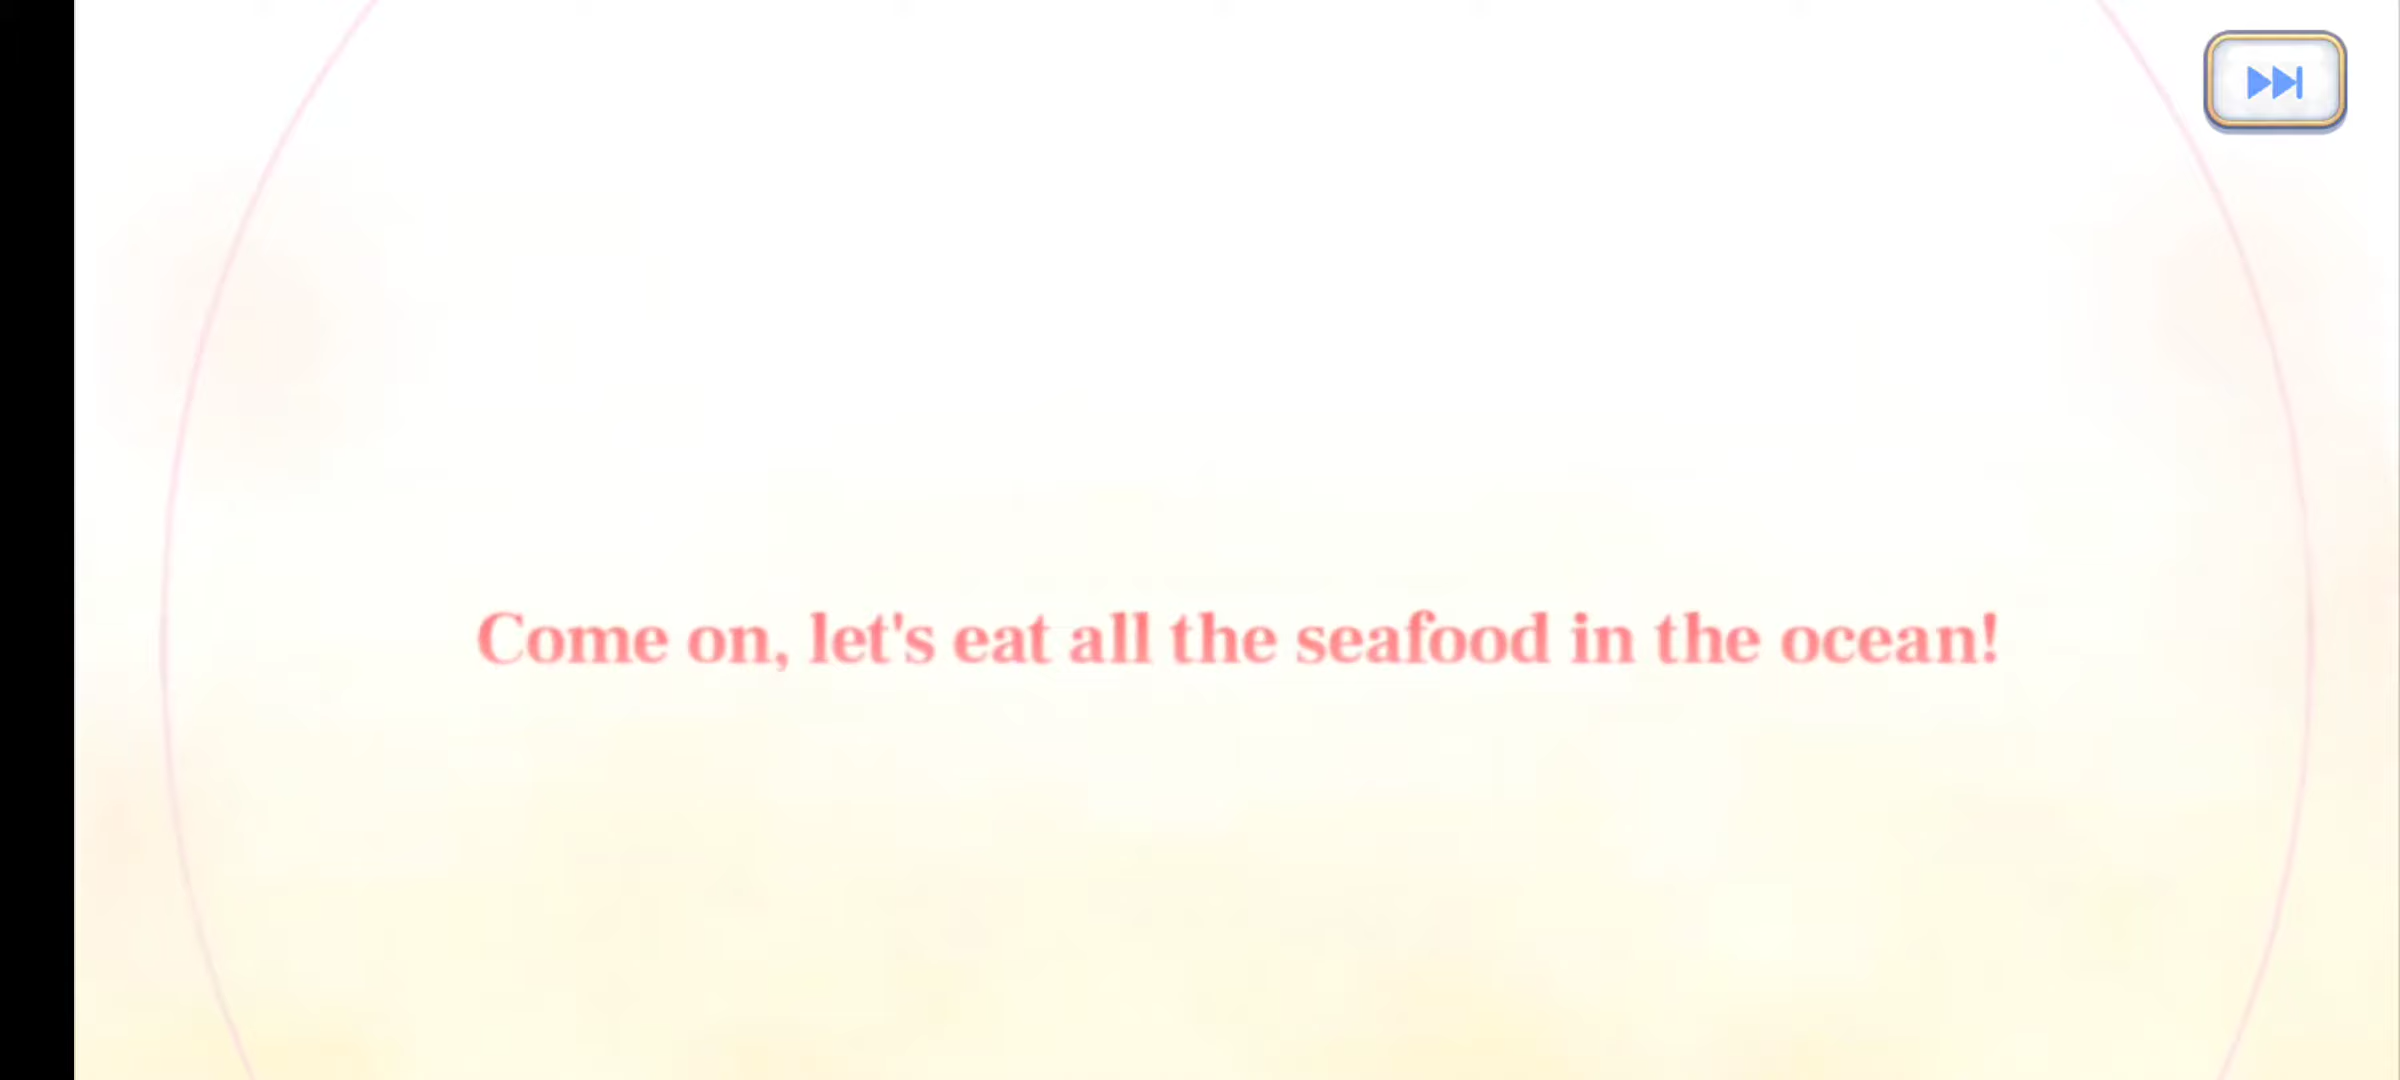 Come on, let's eat all the seafood in the ocean!